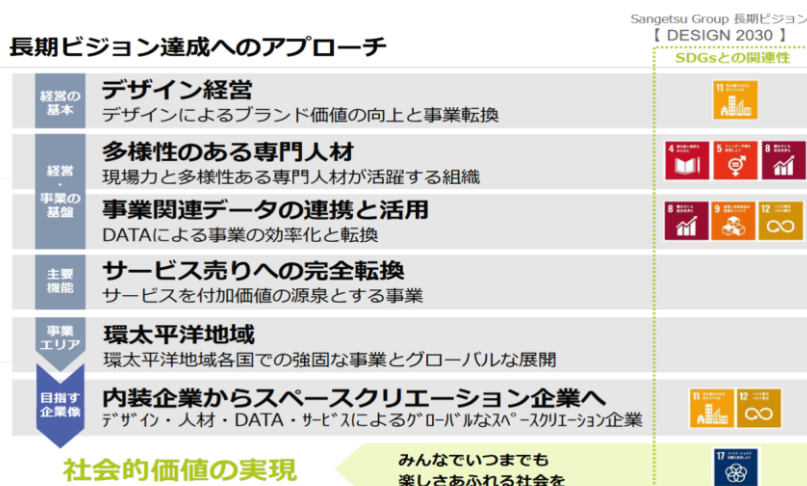 Sangetsu Group 長期ビジョン
【 DESIGN 2030 】
長期ビジョン達成へのアプローチ
SDGsとの関連性
経営の
基本
デザイン経営
デザインによるブランド価値の向上と事業転換
11
経営
・
事業の
基盤
多様性のある専門人材
現場力と多様性ある専門人材が活躍する組織
4 5 8
事業関連データの連携と活用
DATAによる事業の効率化と転換
8 9 12
主要
機能
サービス売りへの完全転換
サービスを付加価値の源泉とする事業
事業
エリア
環太平洋地域
環太平洋地域各国での強固な事業とグローバルな展開
目指す
企業像
内装企業からスペースクリエーション企業へ
ﾃﾞｻﾞｲﾝ・人材・DATA・ｻｰﾋﾞｽによるｸﾞﾛｰﾊﾞﾙなｽﾍﾟｰｽｸﾘｴｰｼｮﾝ企業
11 12
社会的価値の実現
みんなでいつまでも
楽しさあふれる社会を
17